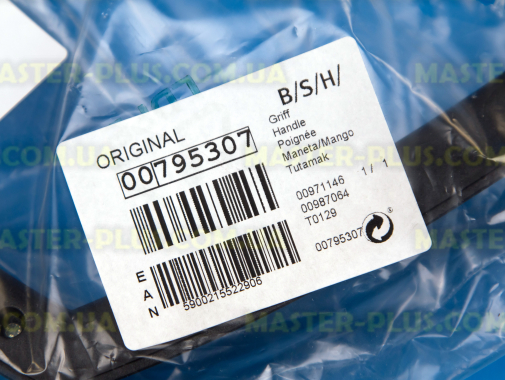 MASTER-PLUS.COM.UA
ORIGINAL
00795307
B/S/H/
Griff
Handle
Poignée
Maneta/Mango
Tutamak
00971146 1 / 1
00987064
T0129
00795307
EAN
5900215522906